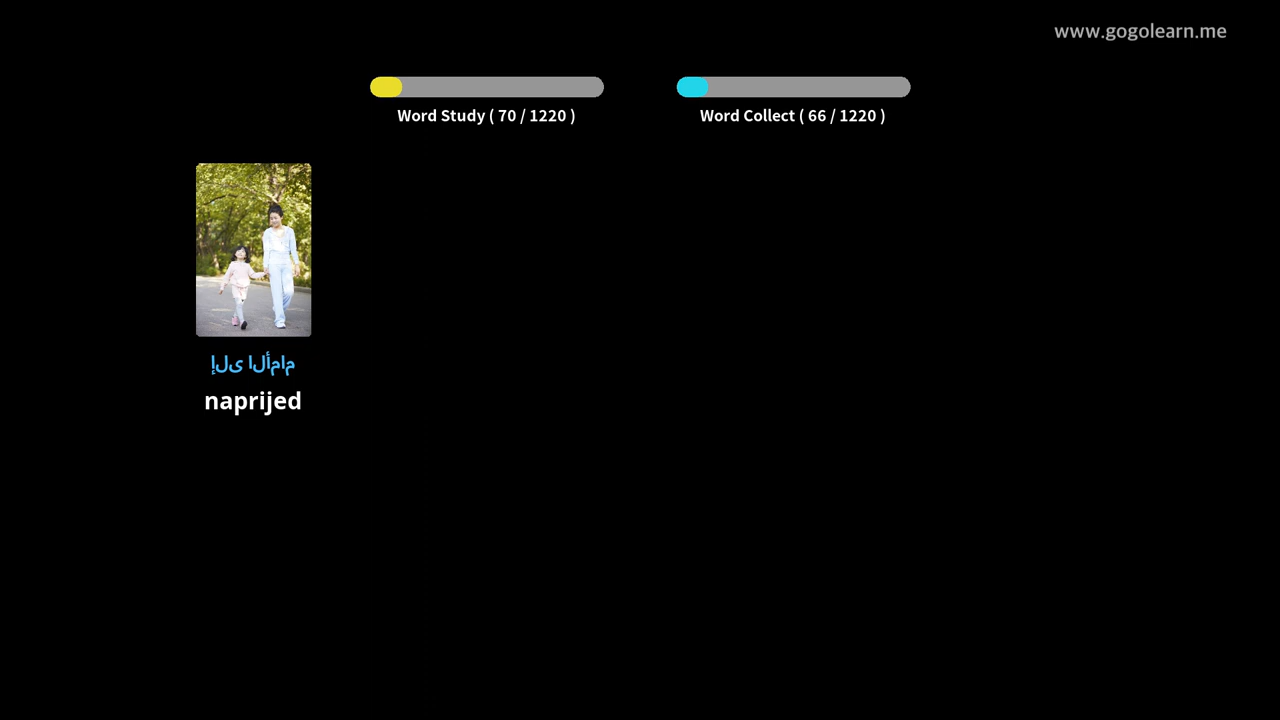 www.gogolearn.me
Word Study ( 70 / 1220 )
Word Collect ( 66 / 1220 )
إلى الأمام
naprijed